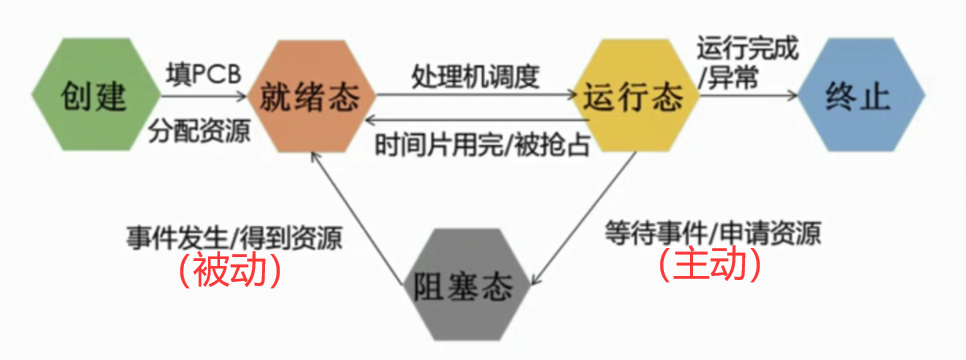 创建
填PCB
分配资源
就绪态
处理机调度
时间片用完/被抢占
运行态
运行完成
/异常
终止
事件发生/得到资源
(被动)
等待事件/申请资源
(主动)
阻塞态